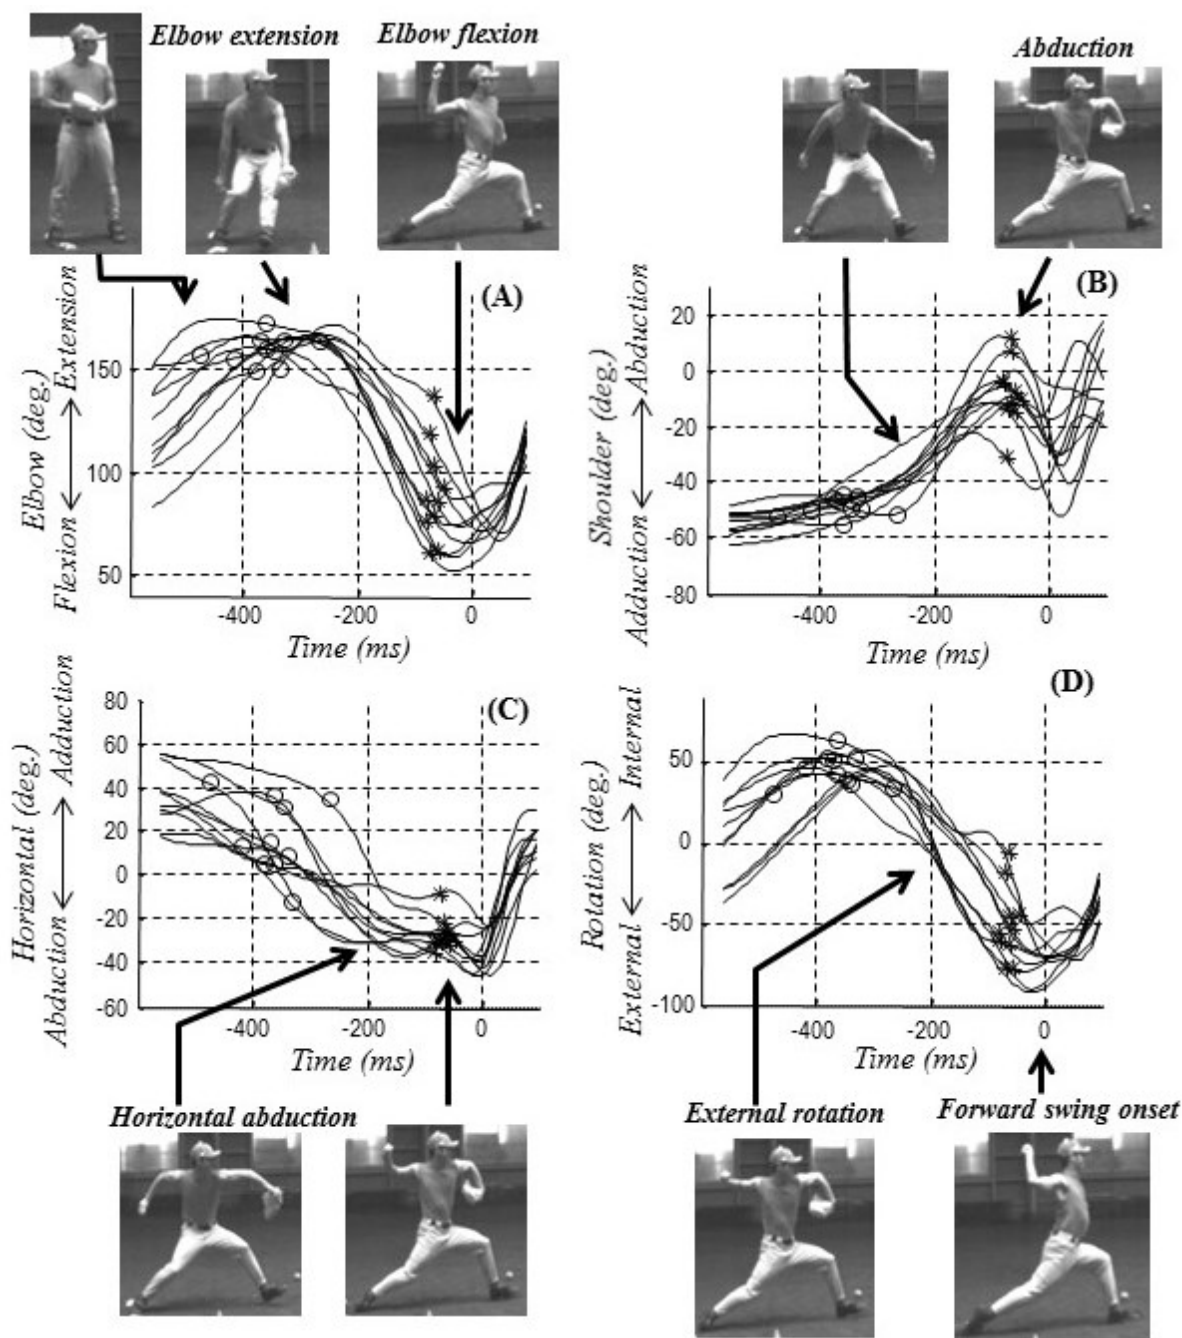 Elbow extension
Elbow flexion
Abduction
(A)
Elbow (deg.)
Flexion
Extension
150
100
50
-400
-200
0
Time (ms)
(B)
Shoulder (deg.)
Adduction
Abduction
20
0
-20
-40
-60
-80
-400
-200
0
Time (ms)
(C)
Horizontal (deg.)
Abduction
Adduction
80
60
40
20
0
-20
-40
-60
-400
-200
0
Time (ms)
(D)
Rotation (deg.)
External
Internal
50
0
-50
-100
-400
-200
0
Time (ms)
Horizontal abduction
External rotation
Forward swing onset